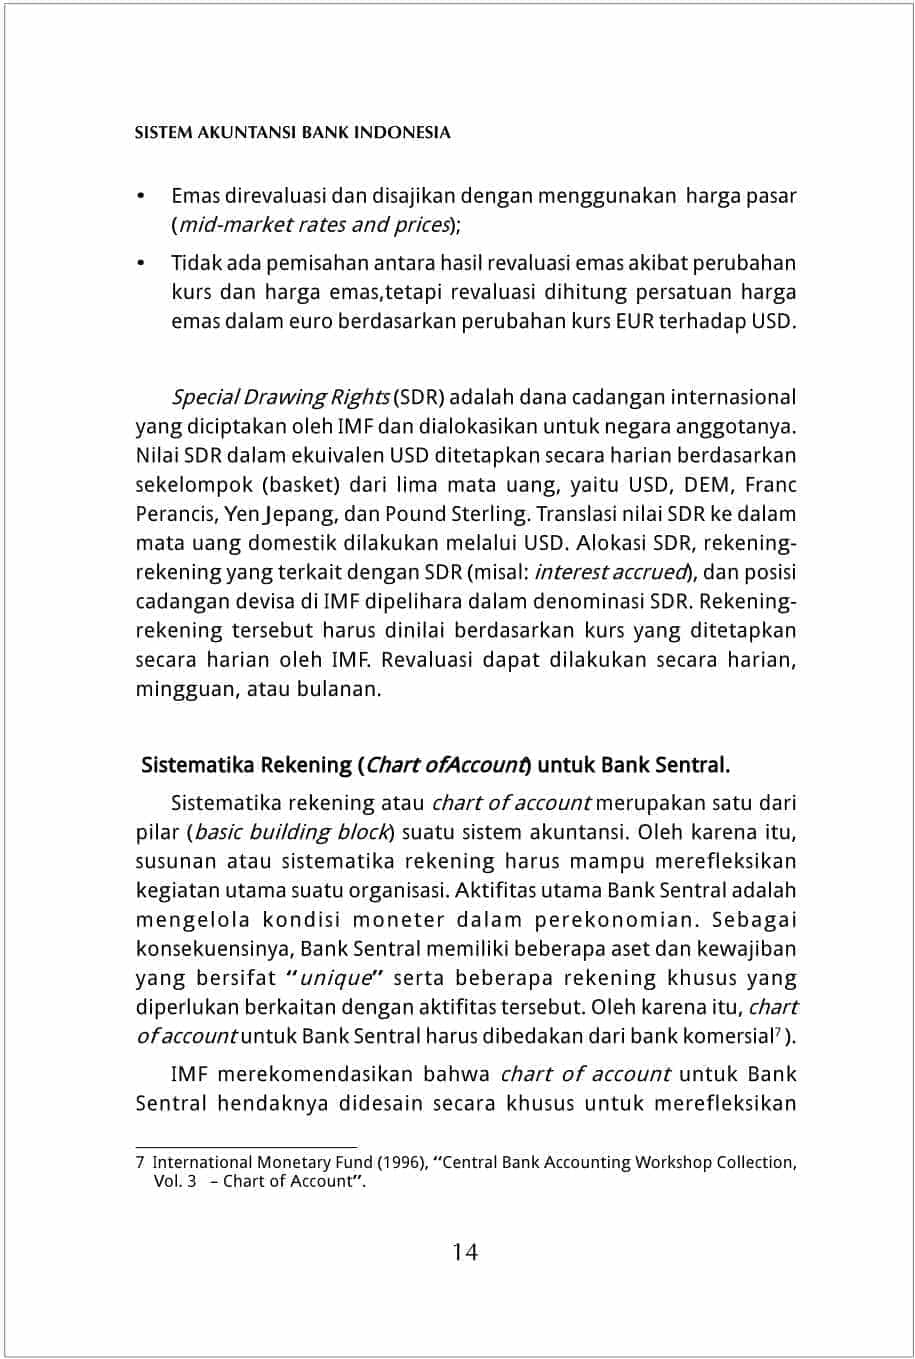 SISTEM AKUNTANSI BANK INDONESIA
• Emas direvaluasi dan disajikan dengan menggunakan harga pasar
(mid-market rates and prices);
• Tidak ada pemisahan antara hasil revaluasi emas akibat perubahan
kurs dan harga emas,tetapi revaluasi dihitung persatuan harga
emas dalam euro berdasarkan perubahan kurs EUR terhadap USD.
Special Drawing Rights (SDR) adalah dana cadangan internasional
yang diciptakan oleh IMF dan dialokasikan untuk negara anggotanya.
Nilai SDR dalam ekuivalen USD ditetapkan secara harian berdasarkan
sekelompok (basket) dari lima mata uang, yaitu USD, DEM, Franc
Perancis, Yen Jepang, dan Pound Sterling. Translasi nilai SDR ke dalam
mata uang domestik dilakukan melalui USD. Alokasi SDR, rekening-
rekening yang terkait dengan SDR (misal: interest accrued), dan posisi
cadangan devisa di IMF dipelihara dalam denominasi SDR. Rekening-
rekening tersebut harus dinilai berdasarkan kurs yang ditetapkan
secara harian oleh IMF. Revaluasi dapat dilakukan secara harian,
mingguan, atau bulanan.
Sistematika Rekening (Chart ofAccount) untuk Bank Sentral.
Sistematika rekening atau chart of account merupakan satu dari
pilar (basic building block) suatu sistem akuntansi. Oleh karena itu,
susunan atau sistematika rekening harus mampu merefleksikan
kegiatan utama suatu organisasi. Aktifitas utama Bank Sentral adalah
mengelola kondisi moneter dalam perekonomian. Sebagai
konsekuensinya, Bank Sentral memiliki beberapa aset dan kewajiban
yang bersifat “unique” serta beberapa rekening khusus yang
diperlukan berkaitan dengan aktifitas tersebut. Oleh karena itu, chart
of account untuk Bank Sentral harus dibedakan dari bank komersial⁷ ).
IMF merekomendasikan bahwa chart of account untuk Bank
Sentral hendaknya didesain secara khusus untuk merefleksikan
7 International Monetary Fund (1996), “Central Bank Accounting Workshop Collection,
Vol. 3 – Chart of Account”.
14